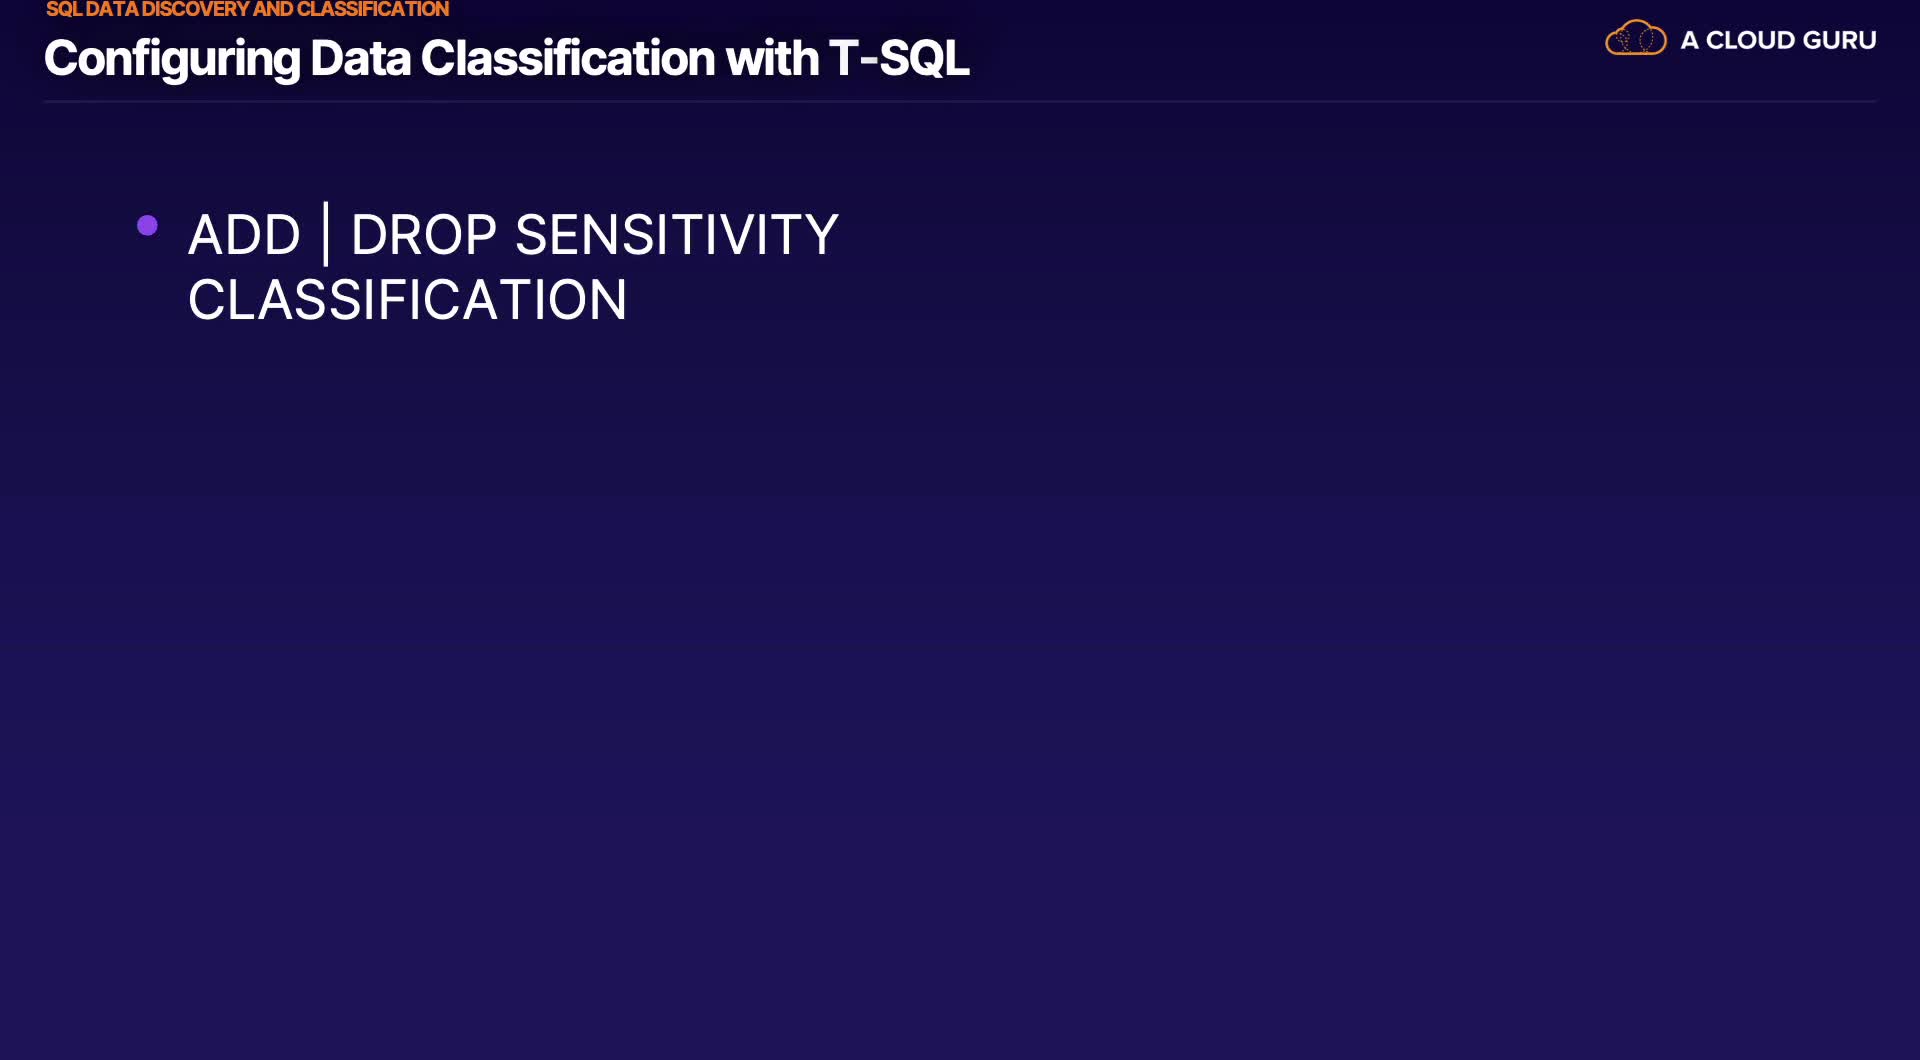 SQL DATA DISCOVERY AND CLASSIFICATION
Configuring Data Classification with T-SQL
A CLOUD GURU
ADD | DROP SENSITIVITY
CLASSIFICATION